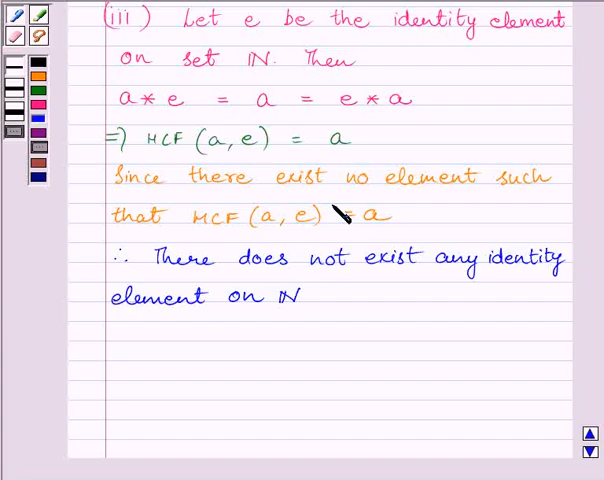 (iii) Let e be the identity element
on set ℕ. Then
a * e = a = e * a
=) HCF (a, e) = a
Since there exist no element such
that HCF (a, e) = a
∴ There does not exist any identity
element on ℕ